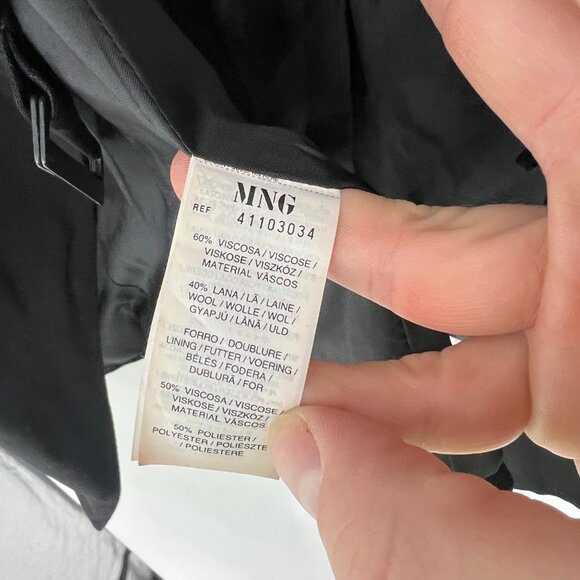 MNG
REF 41103034
60% VISCOSA / VISCOSE /
VISKOSE / VISZKÓZ /
MATERIAL VÂSCOS
40% LANA / LÃ / LAINE /
WOOL / WOLLE / WOL /
GYAPJÚ / LÂNĂ / ULD
FORRO / DOUBLURE /
LINING / FUTTER / VOERING /
BÉLÉS / FODERA /
DUBLURĂ / FOR
50% VISCOSA / VISCOSE /
VISKOSE / VISZKÓZ /
MATERIAL VÂSCOS
50% POLIESTER /
POLYESTER / POLIÉSZTER
/ POLIESTERE